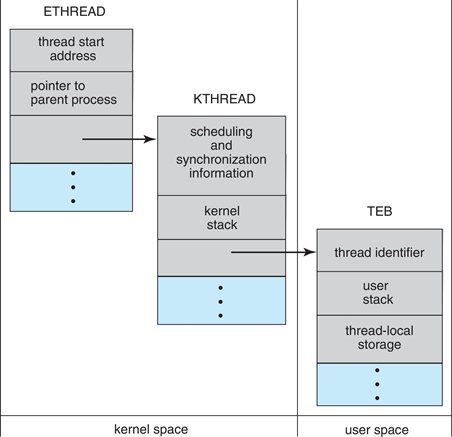 ETHREAD
thread start
address
pointer to
parent process
KTHREAD
scheduling
and
synchronization
information
kernel
stack
TEB
thread identifier
user
stack
thread-local
storage
kernel space
user space